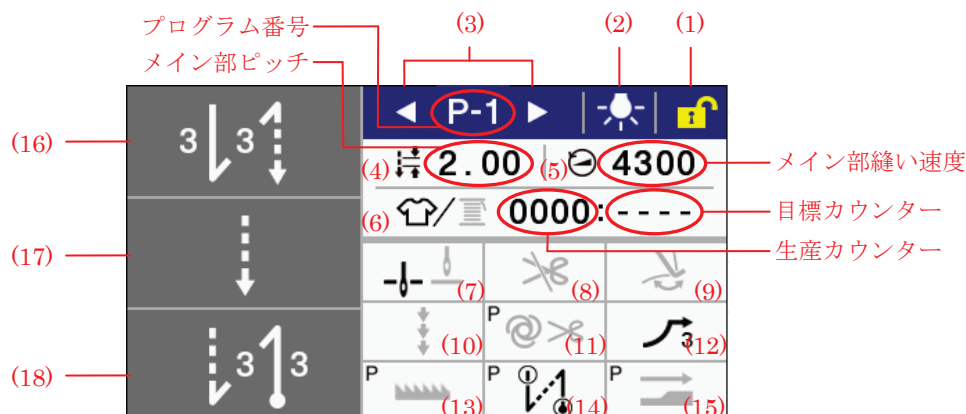 プログラム番号 (3) (2) (1)
メイン部ピッチ
P-1
(16) 3 3
(4) 2.00 (5) 4300 メイン部縫い速度
(6) / 0000:---- 目標カウンター
生産カウンター
(17)
(7) (8) (9)
(10) P (11) 3 (12)
(18) 3 3
P (13) P (14) P (15)